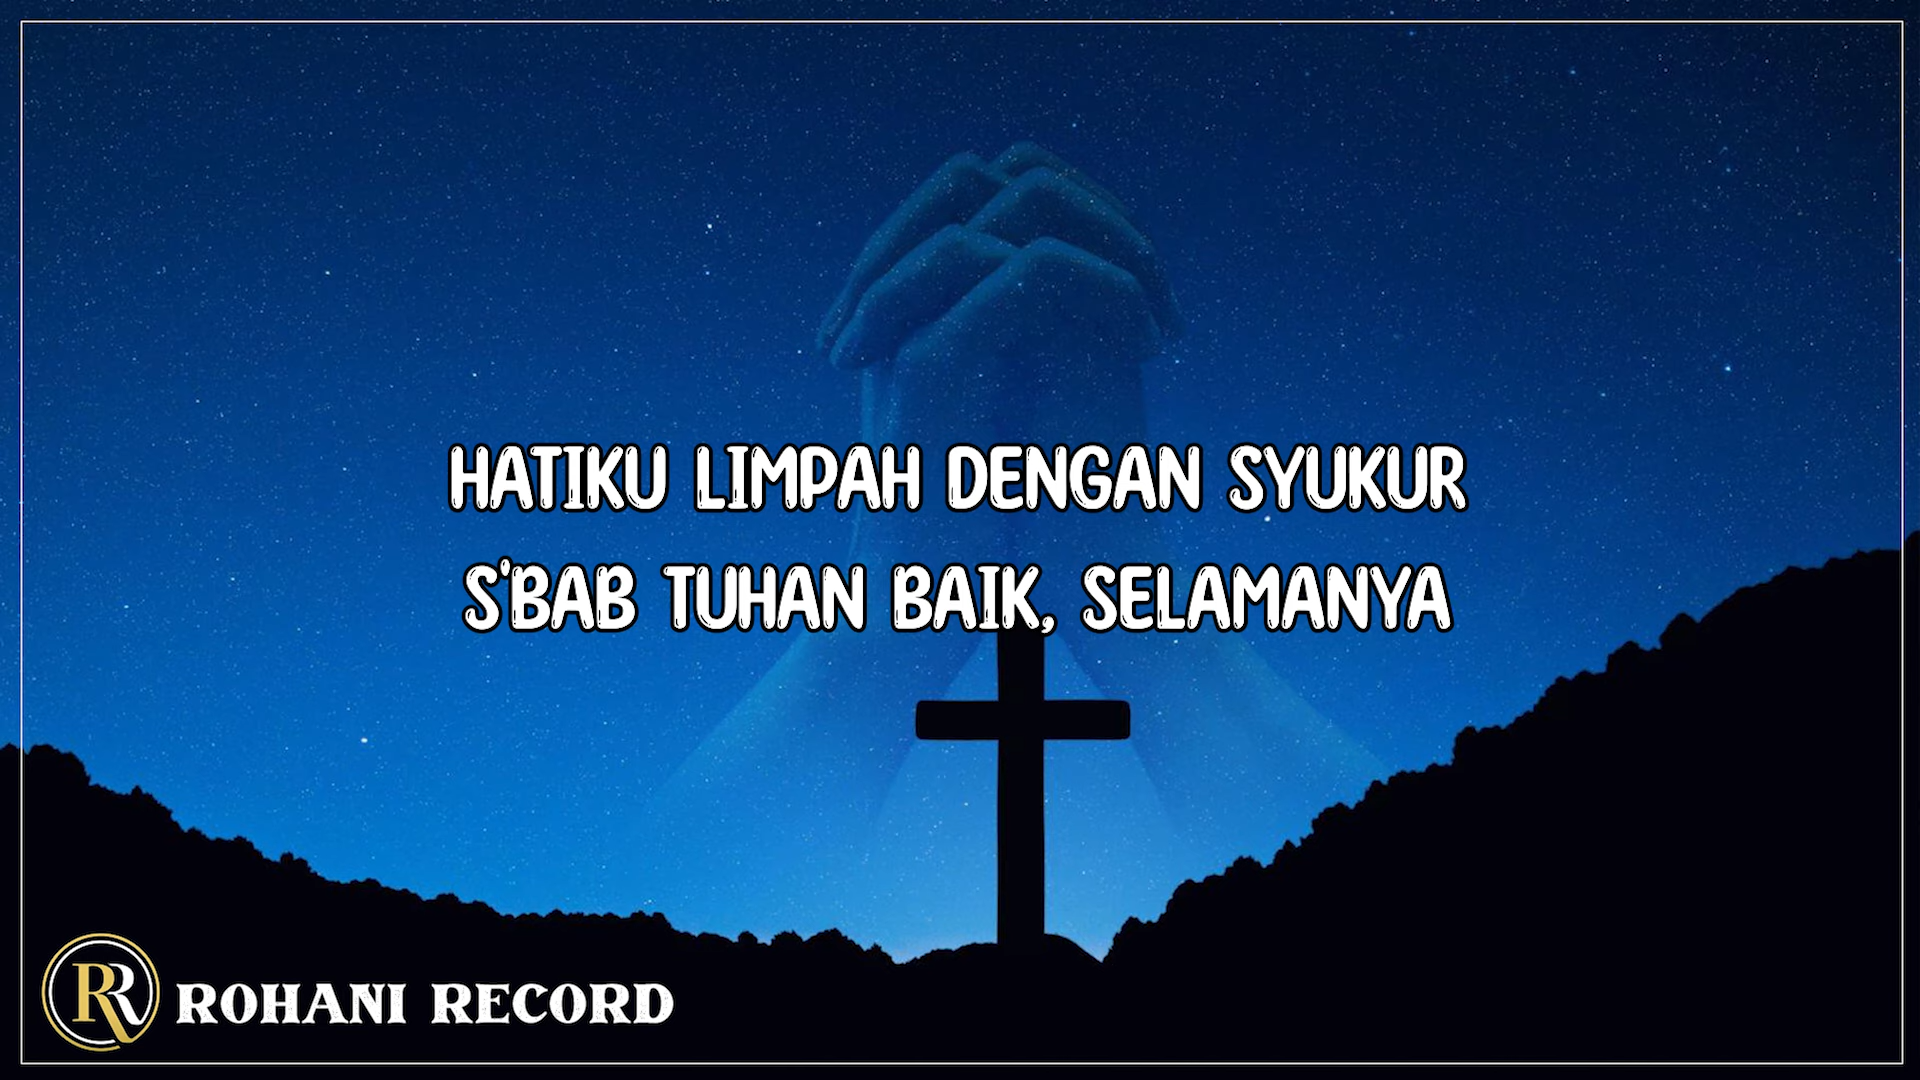 HATIKU LIMPAH DENGAN SYUKUR
S'BAB TUHAN BAIK, SELAMANYA
RR ROHANI RECORD